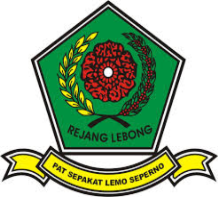 REJANG LEBONG
PAT SEPAKAT LEMO SEPERNO